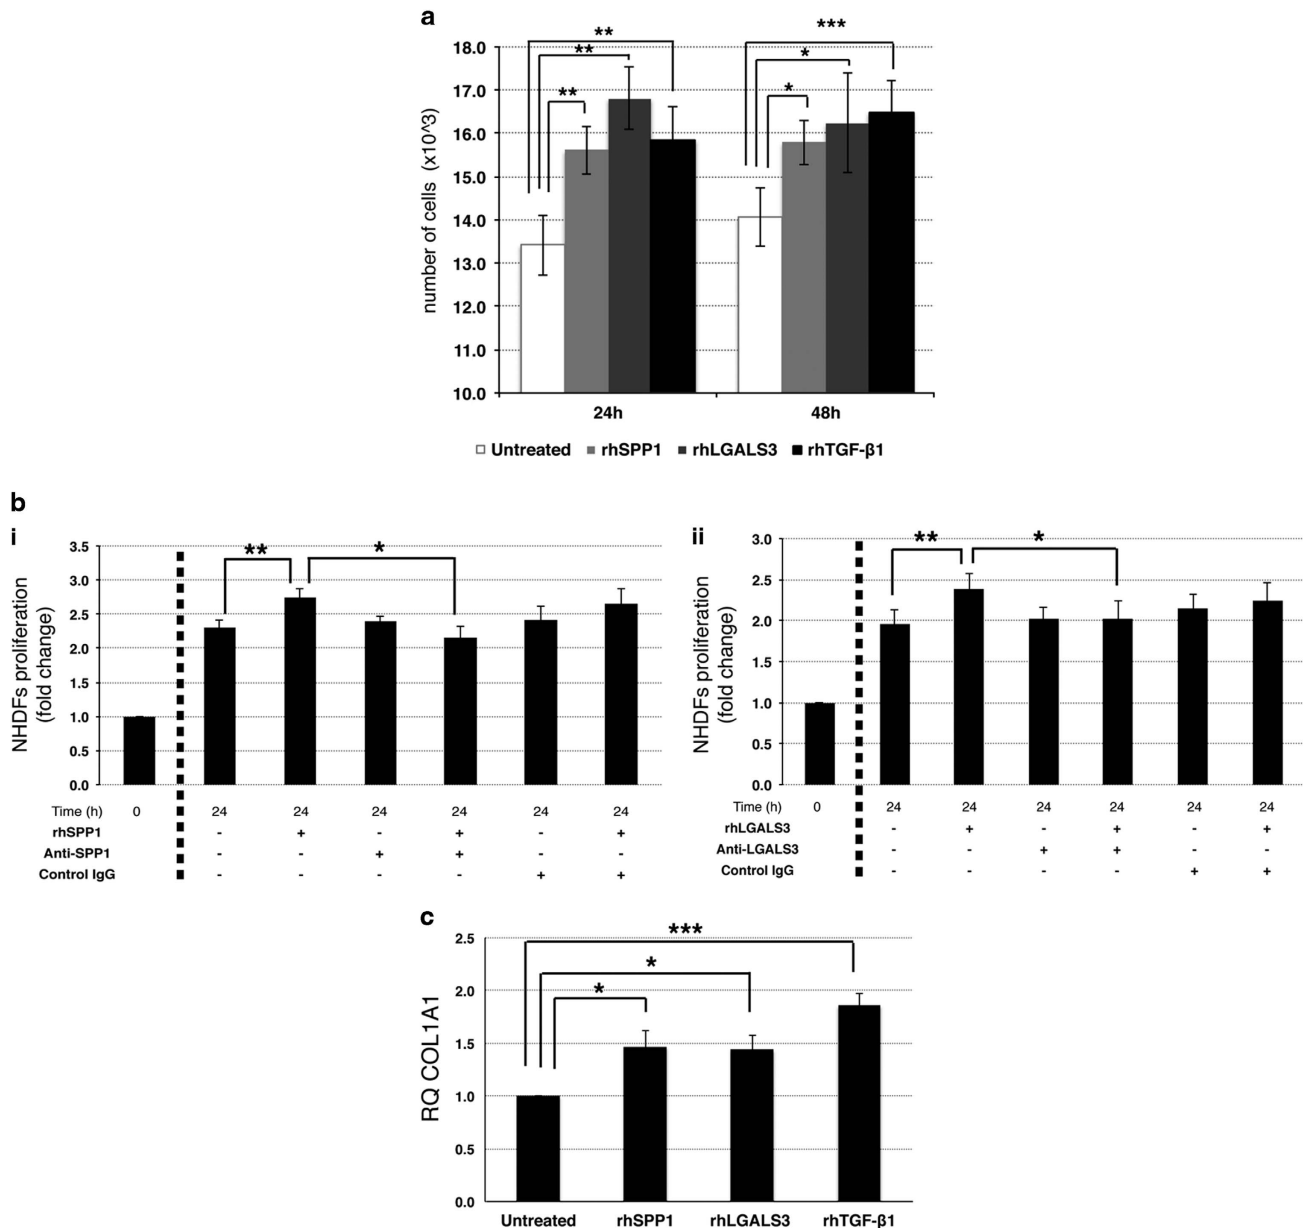 a
number of cells (x10^3)
18.0
17.0
16.0
15.0
14.0
13.0
12.0
11.0
10.0
**
**
**
***
*
*
24h 48h
Untreated rhSPP1 rhLGALS3 rhTGF-β1
b
i
NHDFs proliferation
(fold change)
3.5
3.0
2.5
2.0
1.5
1.0
0.5
0.0
** *
Time (h) 0 24 24 24 24 24 24
rhSPP1 - + - + - +
Anti-SPP1 - - + + - -
Control IgG - - - - + +
ii
NHDFs proliferation
(fold change)
3.0
2.5
2.0
1.5
1.0
0.5
0.0
** *
Time (h) 0 24 24 24 24 24 24
rhLGALS3 - + - + - +
Anti-LGALS3 - - + + - -
Control IgG - - - - + +
c
RQ COL1A1
2.5
2.0
1.5
1.0
0.5
0.0
***
*
*
Untreated rhSPP1 rhLGALS3 rhTGF-β1